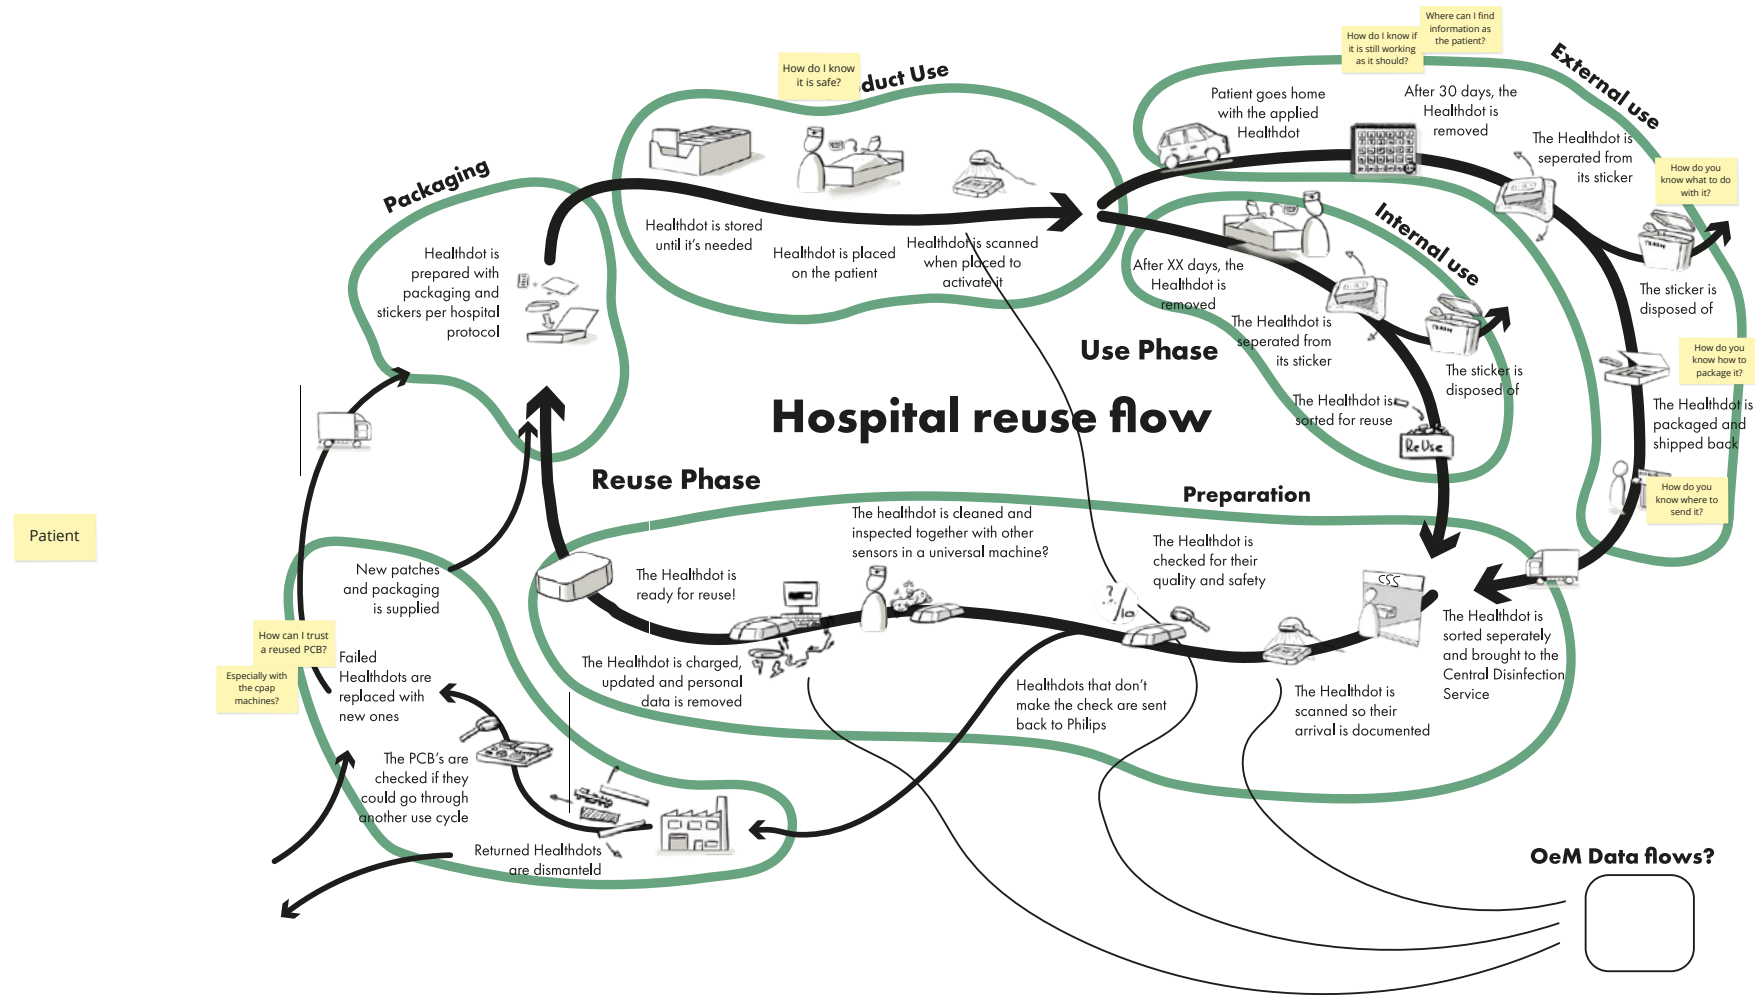 Where can I find
information as
the patient?
How do I know if
it is still working
as it should?
How do I know
it is safe?
duct Use
External use
Patient goes home
with the applied
Healthdot
After 30 days, the
Healthdot is
removed
The Healthdot is
seperated from
its sticker
How do you
know what to do
with it?
Packaging
Healthdot is
prepared with
packaging and
stickers per hospital
protocol
Healthdot is stored
until it's needed
Healthdot is placed
on the patient
Healthdot is scanned
when placed to
activate it
Internal use
After XX days, the
Healthdot is
removed
The Healthdot is
seperated from
its sticker
The sticker is
disposed of
The sticker is
disposed of
How do you
know how to
package it?
The Healthdot is
packaged and
shipped back
Use Phase
The Healthdot is
sorted for reuse
ReUse
Hospital reuse flow
How do you
know where to
send it?
Reuse Phase
Preparation
Patient
New patches
and packaging
is supplied
The Healthdot is
ready for reuse!
The healthdot is cleaned and
inspected together with other
sensors in a universal machine?
The Healthdot is
checked for their
quality and safety
CSS
The Healthdot is
sorted seperately
and brought to the
Central Disinfection
Service
How can I trust
a reused PCB?
Especially with
the cpap
machines?
Failed
Healthdots are
replaced with
new ones
The Healthdot is charged,
updated and personal
data is removed
Healthdots that don't
make the check are sent
back to Philips
The Healthdot is
scanned so their
arrival is documented
The PCB's are
checked if they
could go through
another use cycle
Returned Healthdots
are dismanteld
OeM Data flows?